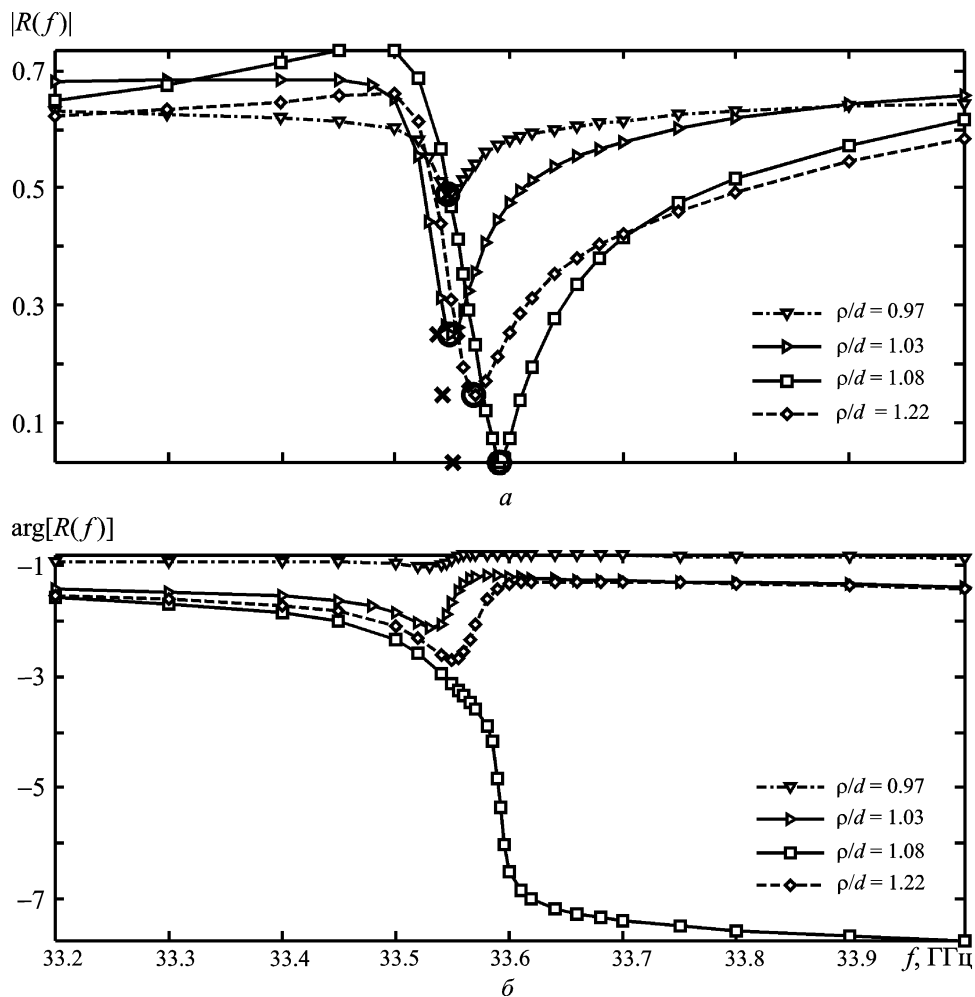 |R(f)|
0.7
0.5
0.3
0.1
ρ/d = 0.97
ρ/d = 1.03
ρ/d = 1.08
ρ/d = 1.22
а
arg[R(f)]
−1
−3
−5
−7
ρ/d = 0.97
ρ/d = 1.03
ρ/d = 1.08
ρ/d = 1.22
33.2 33.3 33.4 33.5 33.6 33.7 33.8 33.9 f, ГГц
б